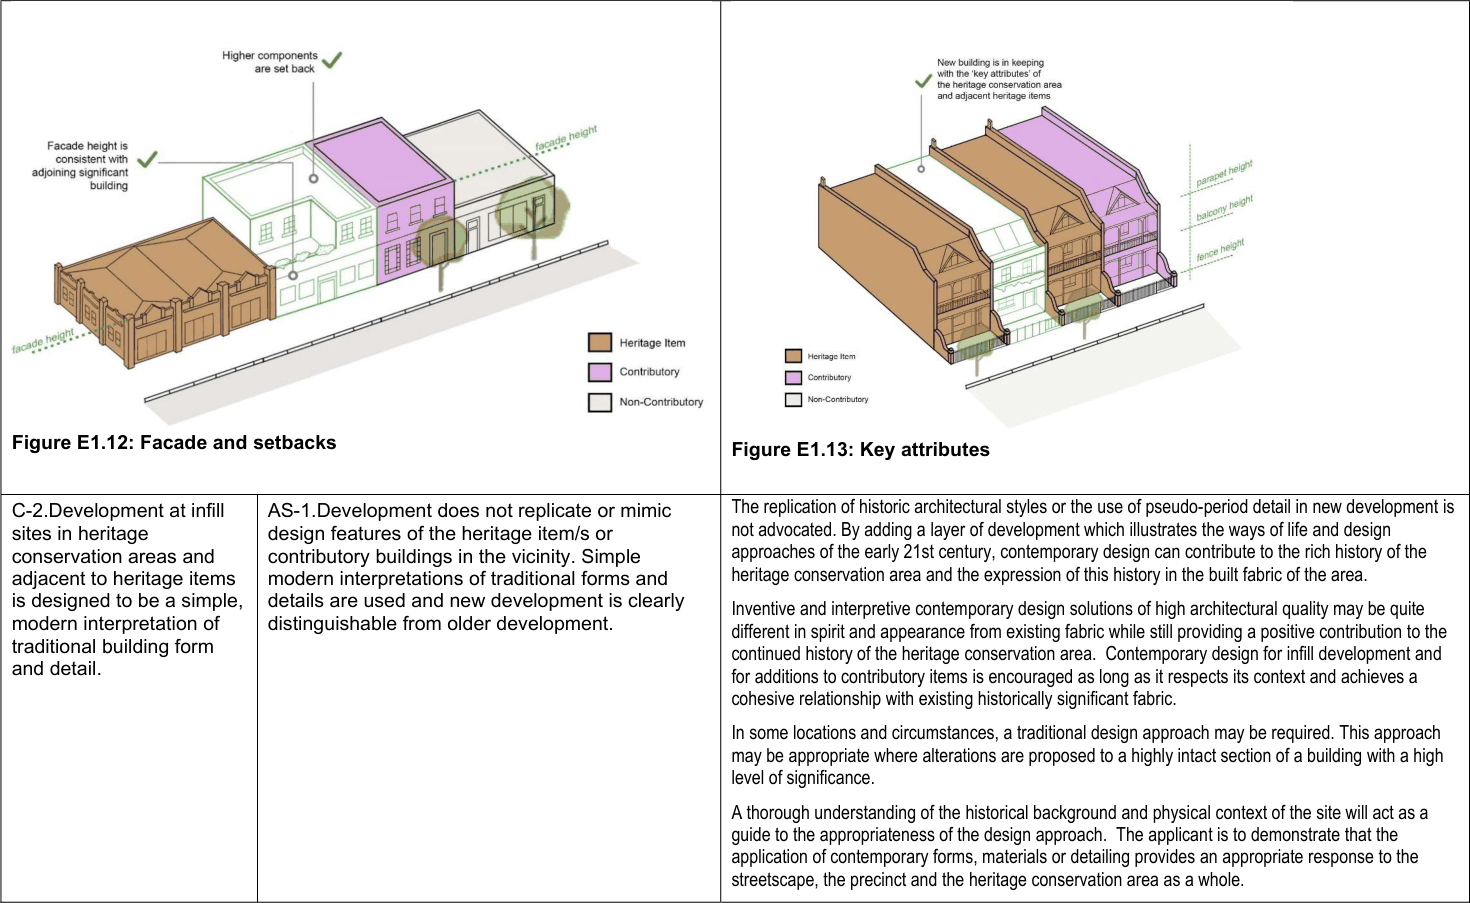 Higher components
are set back
Facade height is
consistent with
adjoining significant
building
facade height
facade height
Heritage Item
Contributory
Non-Contributory
Figure E1.12: Facade and setbacks
New building is in keeping
with the 'key attributes' of
the heritage conservation area
and adjacent heritage items
parapet height
balcony height
fence height
Heritage Item
Contributory
Non-Contributory
Figure E1.13: Key attributes
C-2.Development at infill
sites in heritage
conservation areas and
adjacent to heritage items
is designed to be a simple,
modern interpretation of
traditional building form
and detail.
AS-1.Development does not replicate or mimic
design features of the heritage item/s or
contributory buildings in the vicinity. Simple
modern interpretations of traditional forms and
details are used and new development is clearly
distinguishable from older development.
The replication of historic architectural styles or the use of pseudo-period detail in new development is
not advocated. By adding a layer of development which illustrates the ways of life and design
approaches of the early 21st century, contemporary design can contribute to the rich history of the
heritage conservation area and the expression of this history in the built fabric of the area.
Inventive and interpretive contemporary design solutions of high architectural quality may be quite
different in spirit and appearance from existing fabric while still providing a positive contribution to the
continued history of the heritage conservation area.  Contemporary design for infill development and
for additions to contributory items is encouraged as long as it respects its context and achieves a
cohesive relationship with existing historically significant fabric.
In some locations and circumstances, a traditional design approach may be required. This approach
may be appropriate where alterations are proposed to a highly intact section of a building with a high
level of significance.
A thorough understanding of the historical background and physical context of the site will act as a
guide to the appropriateness of the design approach.  The applicant is to demonstrate that the
application of contemporary forms, materials or detailing provides an appropriate response to the
streetscape, the precinct and the heritage conservation area as a whole.